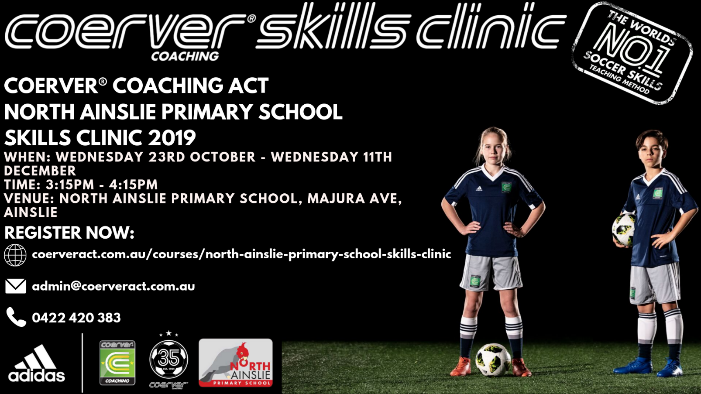 coerver® skills clinic
COACHING
THE WORLDS
NO.1
SOCCER SKILLS
TEACHING METHOD
COERVER® COACHING ACT
NORTH AINSLIE PRIMARY SCHOOL
SKILLS CLINIC 2019
WHEN: WEDNESDAY 23RD OCTOBER - WEDNESDAY 11TH
DECEMBER
TIME: 3:15PM - 4:15PM
VENUE: NORTH AINSLIE PRIMARY SCHOOL, MAJURA AVE,
AINSLIE
REGISTER NOW:
coerveract.com.au/courses/north-ainslie-primary-school-skills-clinic
admin@coerveract.com.au
0422 420 383
adidas
coerver
COACHING
35
coerver
NORTH
AINSLIE
PRIMARY SCHOOL